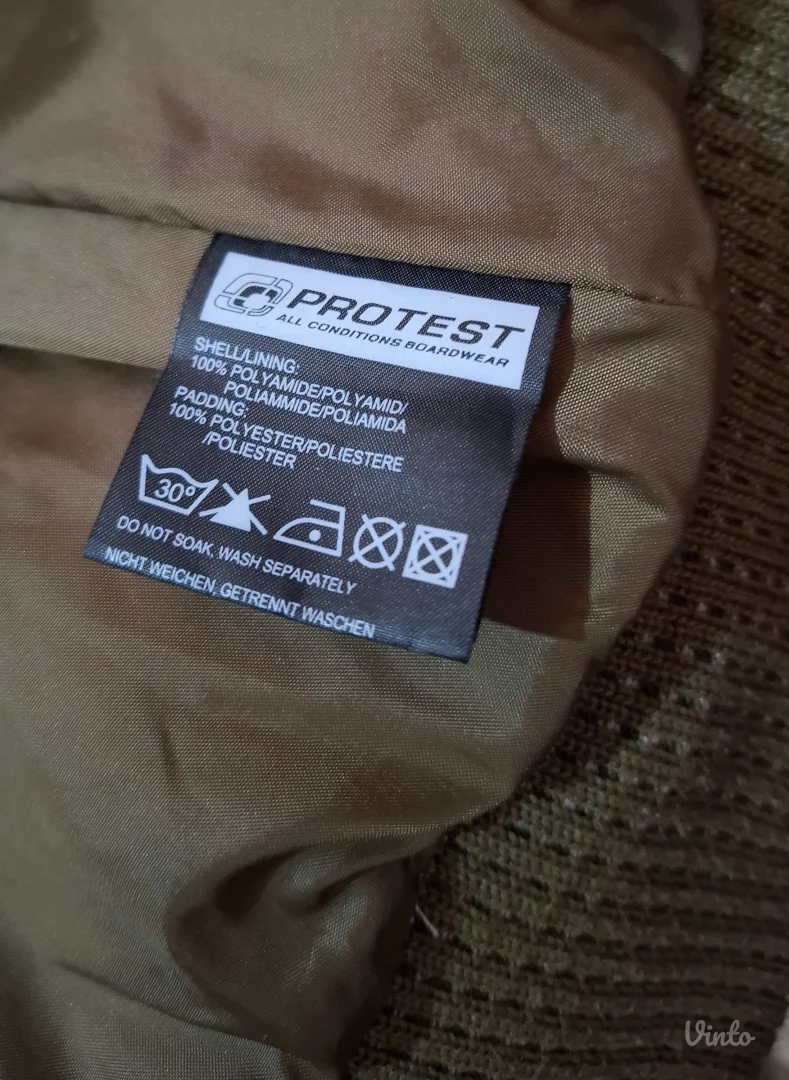 PROTEST
ALL CONDITIONS BOARDWEAR
SHELL/LINING:
100% POLYAMIDE/POLYAMID/
POLIAMMIDE/POLIAMIDA
PADDING:
100% POLYESTER/POLIESTERE
/POLIESTER
30°
DO NOT SOAK, WASH SEPARATELY
NICHT WEICHEN, GETRENNT WASCHEN
Vinto